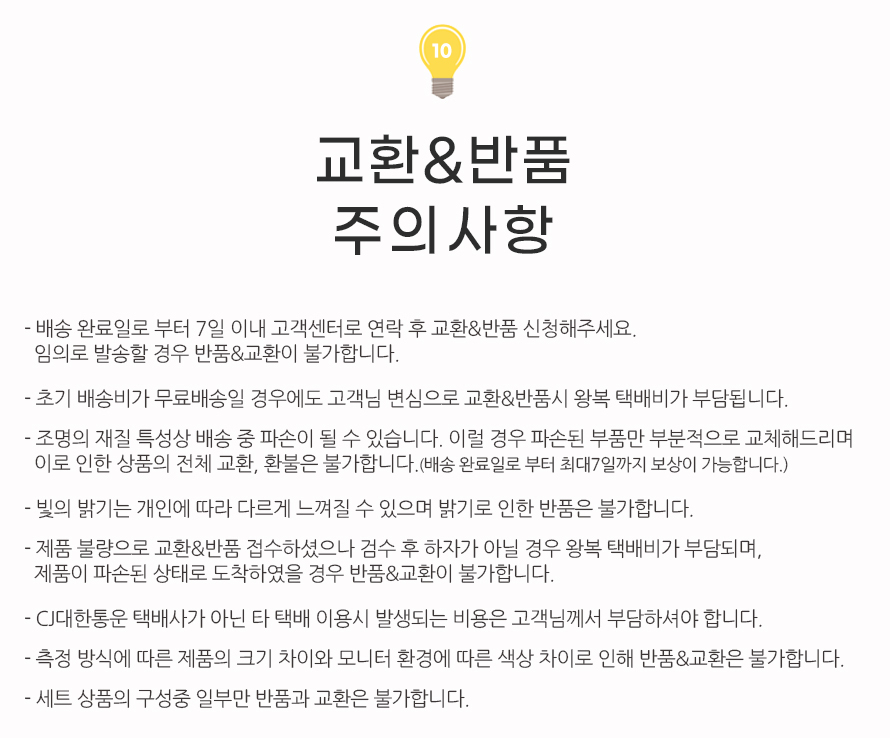 10
교환&반품
주의사항
- 배송 완료일로 부터 7일 이내 고객센터로 연락 후 교환&반품 신청해주세요.
임의로 발송할 경우 반품&교환이 불가합니다.
- 초기 배송비가 무료배송일 경우에도 고객님 변심으로 교환&반품시 왕복 택배비가 부담됩니다.
- 조명의 재질 특성상 배송 중 파손이 될 수 있습니다. 이럴 경우 파손된 부품만 부분적으로 교체해드리며
이로 인한 상품의 전체 교환, 환불은 불가합니다.(배송 완료일로 부터 최대7일까지 보상이 가능합니다.)
- 빛의 밝기는 개인에 따라 다르게 느껴질 수 있으며 밝기로 인한 반품은 불가합니다.
- 제품 불량으로 교환&반품 접수하셨으나 검수 후 하자가 아닐 경우 왕복 택배비가 부담되며,
제품이 파손된 상태로 도착하였을 경우 반품&교환이 불가합니다.
- CJ대한통운 택배사가 아닌 타 택배 이용시 발생되는 비용은 고객님께서 부담하셔야 합니다.
- 측정 방식에 따른 제품의 크기 차이와 모니터 환경에 따른 색상 차이로 인해 반품&교환은 불가합니다.
- 세트 상품의 구성중 일부만 반품과 교환은 불가합니다.